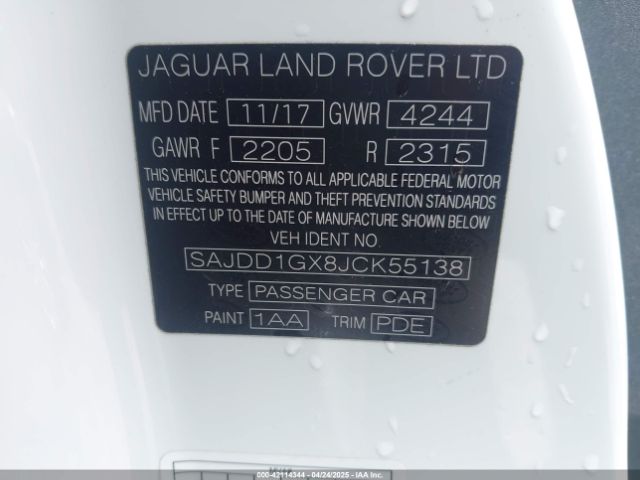 JAGUAR LAND ROVER LTD
MFD DATE 11/17 GVWR 4244
GAWR F 2205 R 2315
THIS VEHICLE CONFORMS TO ALL APPLICABLE FEDERAL MOTOR
VEHICLE SAFETY BUMPER AND THEFT PREVENTION STANDARDS
IN EFFECT UP TO THE DATE OF MANUFACTURE SHOWN BELOW
VEH IDENT NO.
SAJDD1GX8JCK55138
TYPE PASSENGER CAR
PAINT 1AA TRIM PDE
000-42114344 - 04/24/2025 - IAAI.COM